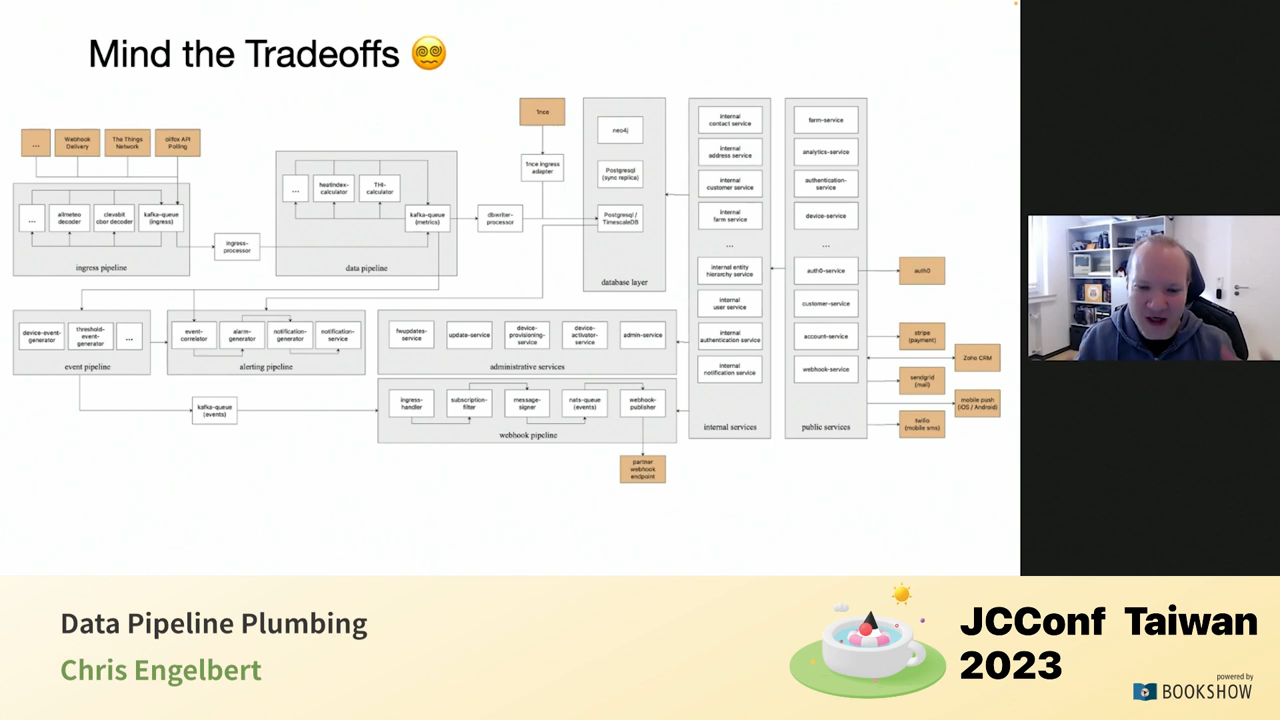 Mind the Tradeoffs 😵‍💫
...
Webhook
Delivery
The Things
Network
ollfox API
Polling
...
allmeteo
decoder
clevabit
cbor decoder
kafka-queue
(ingress)
ingress pipeline
ingress-
processor
...
heatindex-
calculator
THI-
calculator
kafka-queue
(metrics)
data pipeline
dbwriter-
processor
1nce
1nce ingress
adapter
neo4j
Postgresql
(sync replica)
Postgresql /
TimescaleDB
database layer
internal
contact service
internal
address service
internal
customer service
internal
farm service
...
internal entity
hierarchy service
internal
user service
internal
authentication service
internal
notification service
internal services
farm-service
analytics-service
authentication-
service
device-service
...
auth0-service
customer-service
account-service
webhook-service
public services
auth0
stripe
(payment)
Zoho CRM
sendgrid
(mail)
mobile push
(iOS / Android)
twilio
(mobile sms)
device-event-
generator
threshold-
event-
generator
...
event pipeline
event-
correlator
alarm-
generator
notification-
generator
notification-
service
alerting pipeline
fwupdates-
service
update-service
device-
provisioning-
service
device-
activator-
service
admin-service
administrative services
kafka-queue
(events)
ingress-
handler
subscription-
filter
message-
signer
nats-queue
(events)
webhook-
publisher
webhook pipeline
partner
webhook
endpoint
Data Pipeline Plumbing
Chris Engelbert
JCConf Taiwan
2023
powered by
BOOKSHOW